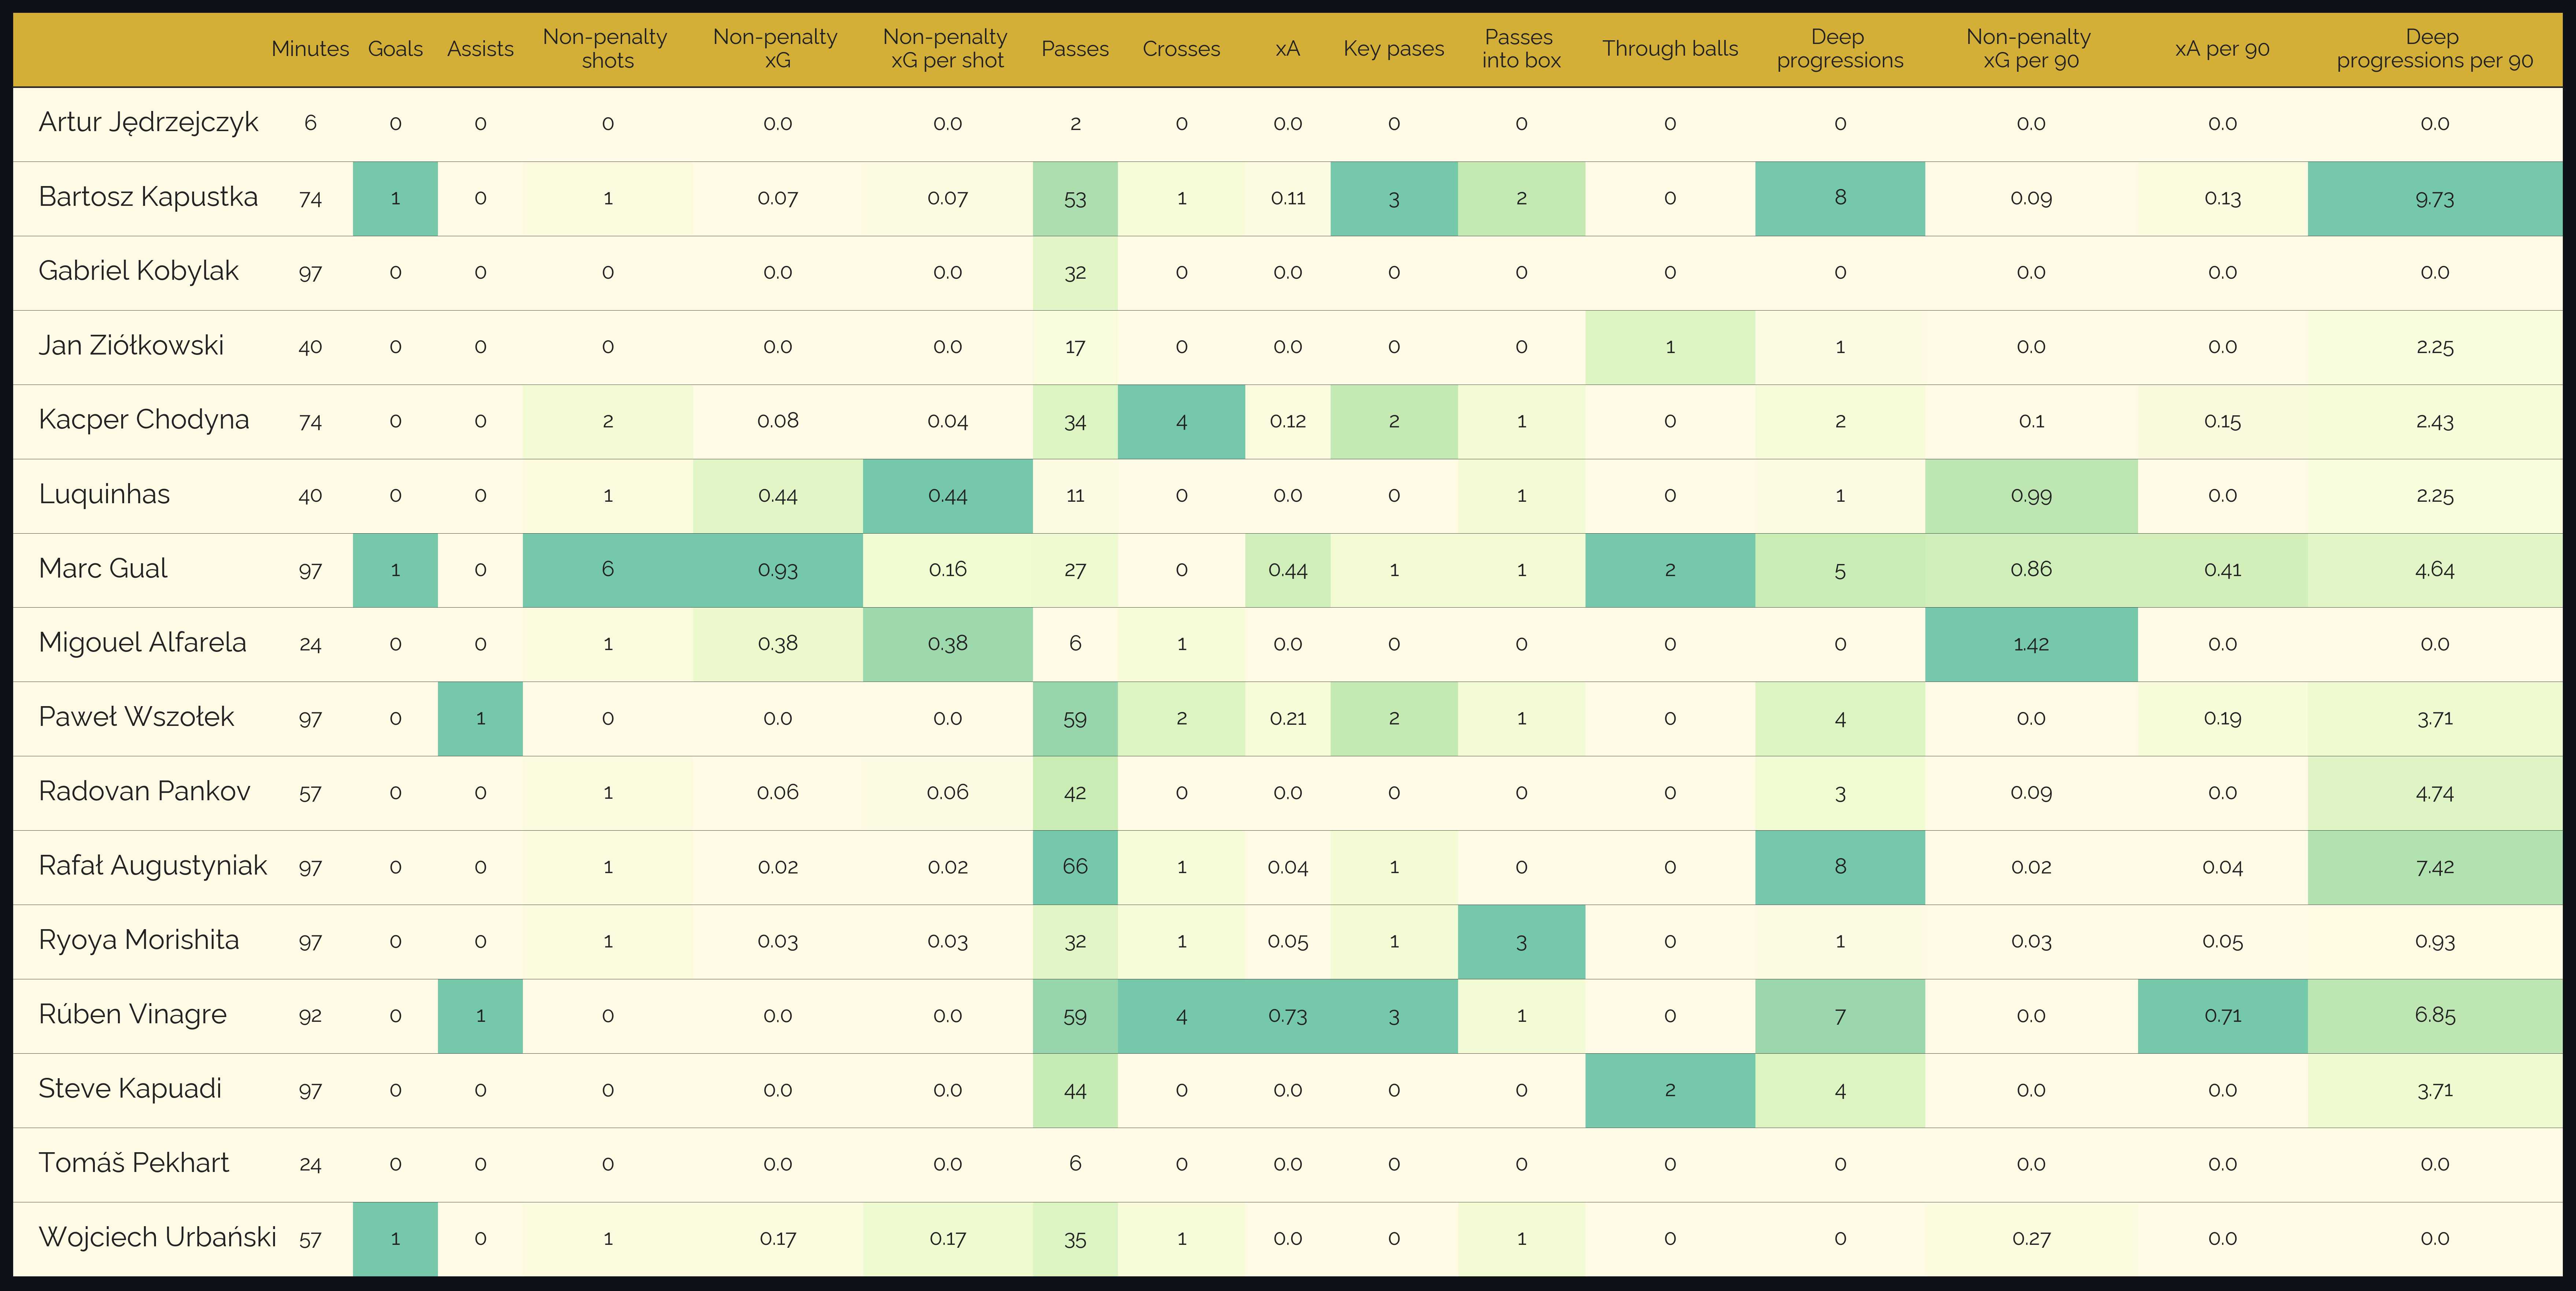 Minutes Goals Assists Non-penalty shots Non-penalty xG Non-penalty xG per shot Passes Crosses xA Key pases Passes into box Through balls Deep progressions Non-penalty xG per 90 xA per 90 Deep progressions per 90
Artur Jędrzejczyk 6 0 0 0 0.0 0.0 2 0 0.0 0 0 0 0 0.0 0.0 0.0
Bartosz Kapustka 74 1 0 1 0.07 0.07 53 1 0.11 3 2 0 8 0.09 0.13 9.73
Gabriel Kobylak 97 0 0 0 0.0 0.0 32 0 0.0 0 0 0 0 0.0 0.0 0.0
Jan Ziółkowski 40 0 0 0 0.0 0.0 17 0 0.0 0 0 1 1 0.0 0.0 2.25
Kacper Chodyna 74 0 0 2 0.08 0.04 34 4 0.12 2 1 0 2 0.1 0.15 2.43
Luquinhas 40 0 0 1 0.44 0.44 11 0 0.0 0 1 0 1 0.99 0.0 2.25
Marc Gual 97 1 0 6 0.93 0.16 27 0 0.44 1 1 2 5 0.86 0.41 4.64
Migouel Alfarela 24 0 0 1 0.38 0.38 6 1 0.0 0 0 0 0 1.42 0.0 0.0
Paweł Wszołek 97 0 1 0 0.0 0.0 59 2 0.21 2 1 0 4 0.0 0.19 3.71
Radovan Pankov 57 0 0 1 0.06 0.06 42 0 0.0 0 0 0 3 0.09 0.0 4.74
Rafał Augustyniak 97 0 0 1 0.02 0.02 66 1 0.04 1 0 0 8 0.02 0.04 7.42
Ryoya Morishita 97 0 0 1 0.03 0.03 32 1 0.05 1 3 0 1 0.03 0.05 0.93
Rúben Vinagre 92 0 1 0 0.0 0.0 59 4 0.73 3 1 0 7 0.0 0.71 6.85
Steve Kapuadi 97 0 0 0 0.0 0.0 44 0 0.0 0 0 2 4 0.0 0.0 3.71
Tomáš Pekhart 24 0 0 0 0.0 0.0 6 0 0.0 0 0 0 0 0.0 0.0 0.0
Wojciech Urbański 57 1 0 1 0.17 0.17 35 1 0.0 0 1 0 0 0.27 0.0 0.0